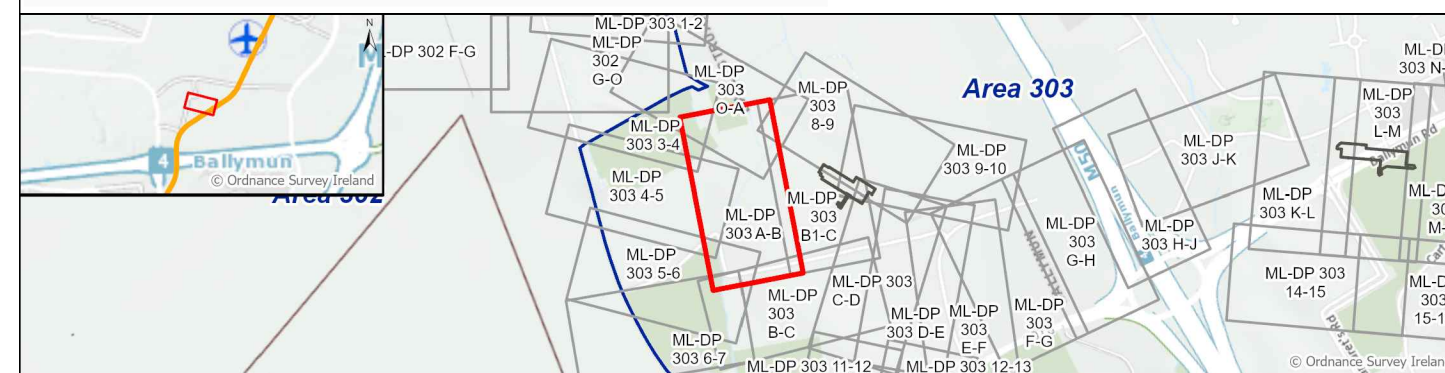 N
4
Ballymun
© Ordnance Survey Ireland
-DP 302 F-G
ML-DP 303 1-2
ML-DP
302
G-O
ML-DP
303
O-A
ML-DP
303 3-4
ML-DP
303
8-9
Area 303
ML-DP
303 9-10
ML-DP
303 4-5
ML-DP
303 A-B
ML-DP
303
B1-C
ML-DP
303 5-6
ML-DP
303
B-C
ML-DP 303
C-D
ML-DP
303 D-E
ML-DP
303
E-F
ML-DP
303
F-G
ML-DP
303
G-H
M50
4
Ballymun
ML-DP
303 H-J
ML-DP
303 J-K
ML-DP
303 K-L
ML-DP
303
L-M
Ballymun Rd
ML-DP 303
14-15
ML-DP
303 6-7
ML-DP 303 11-12
ML-DP 303 12-13
© Ordnance Survey Irelan